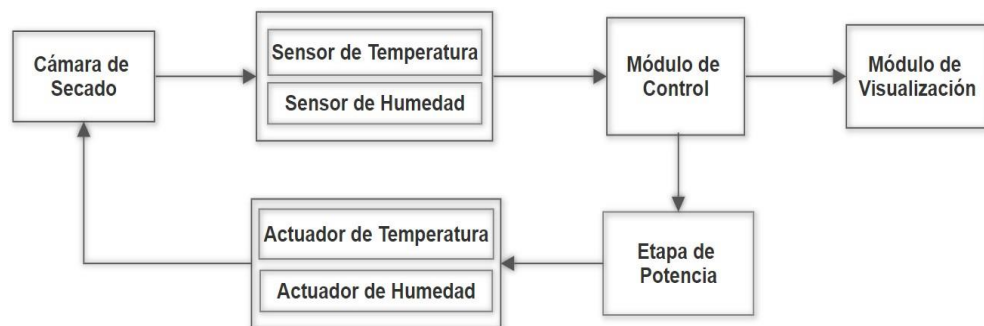 Cámara de
Secado
Sensor de Temperatura
Sensor de Humedad
Módulo de
Control
Módulo de
Visualización
Actuador de Temperatura
Actuador de Humedad
Etapa de
Potencia